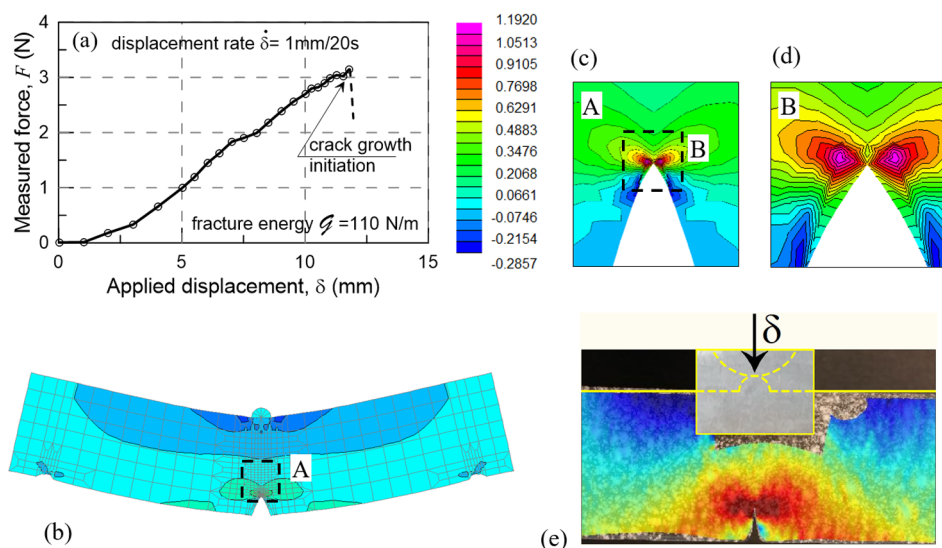 (a)
displacement rate δ̇ = 1mm/20s
Measured force, F (N)
4
3
2
1
0
crack growth
initiation
fracture energy 𝒢 =110 N/m
0
5
10
15
Applied displacement, δ (mm)
1.1920
1.0513
0.9105
0.7698
0.6291
0.4883
0.3476
0.2068
0.0661
-0.0746
-0.2154
-0.2857
(c)
A
B
(d)
B
A
(b)
δ
(e)